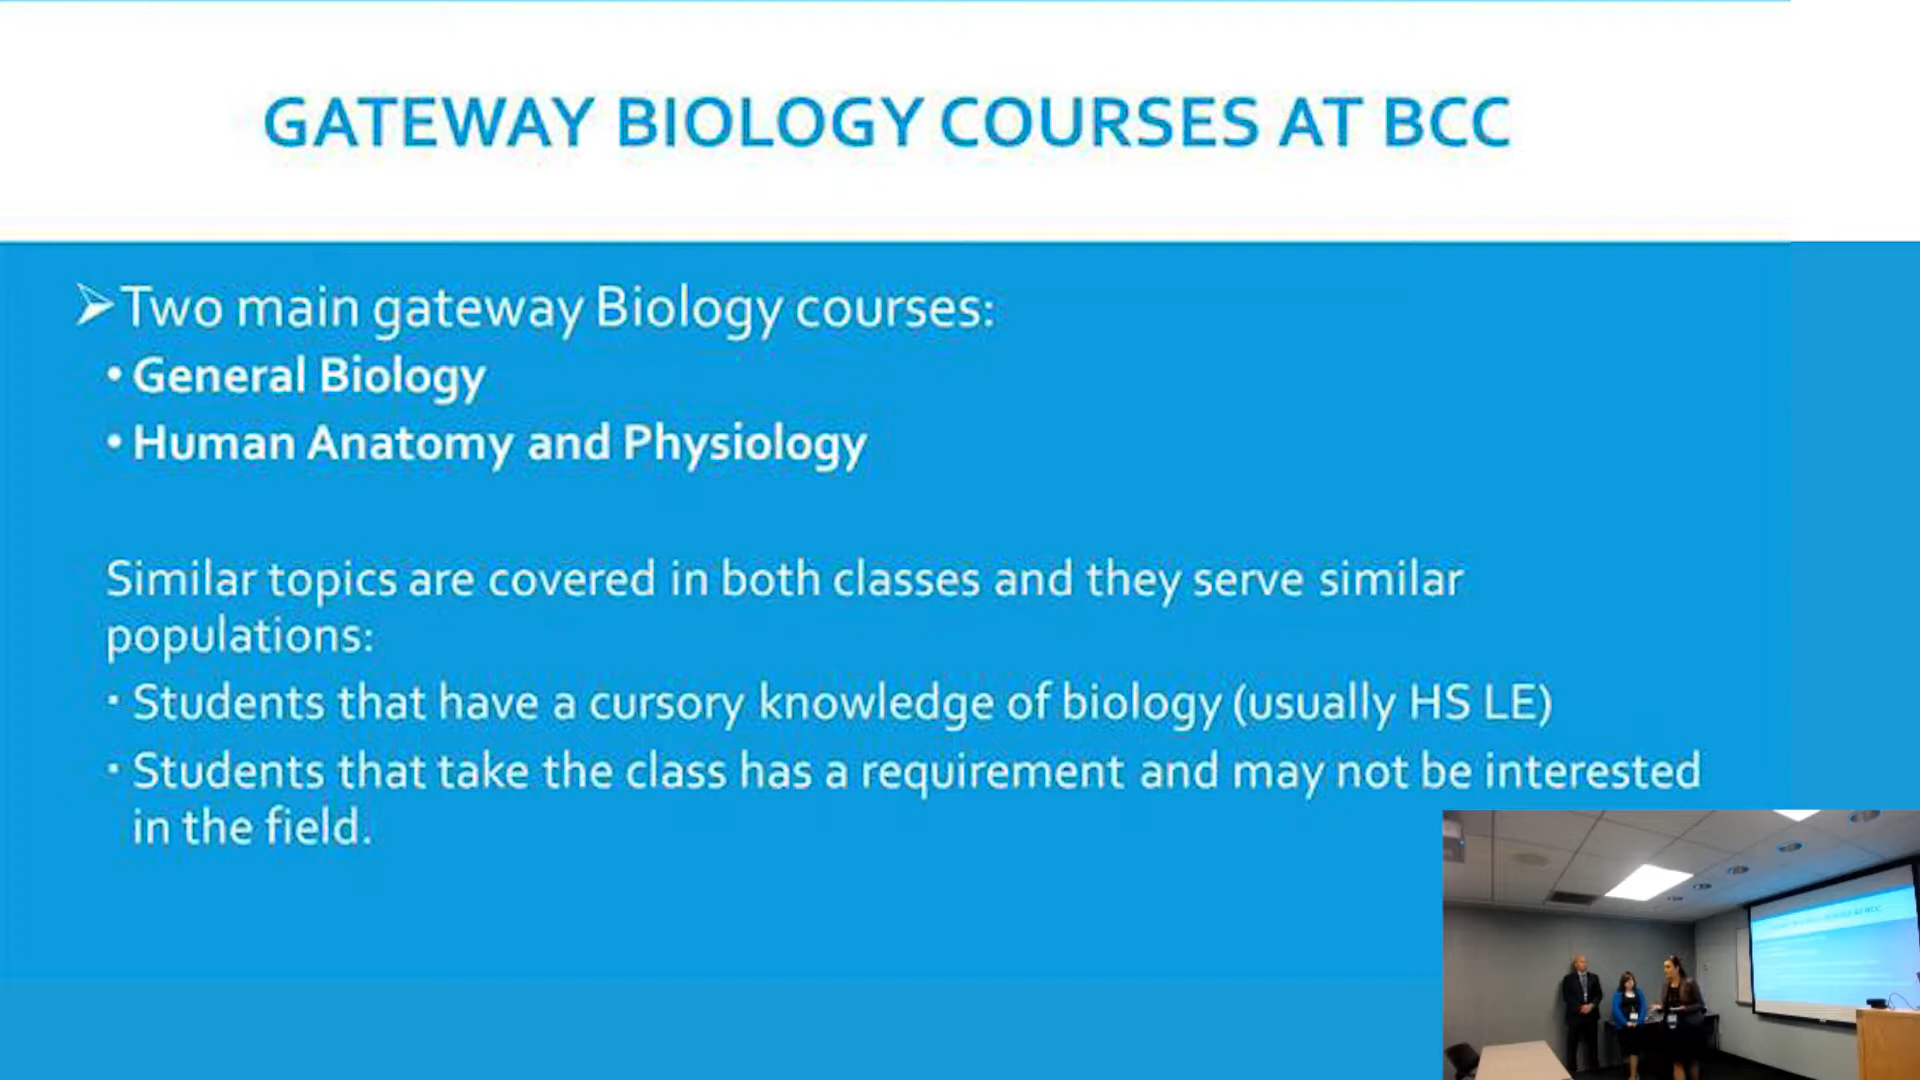 GATEWAY BIOLOGY COURSES AT BCC
➢Two main gateway Biology courses:
• General Biology
• Human Anatomy and Physiology
Similar topics are covered in both classes and they serve similar
populations:
▪ Students that have a cursory knowledge of biology (usually HS LE)
▪ Students that take the class has a requirement and may not be interested
in the field.